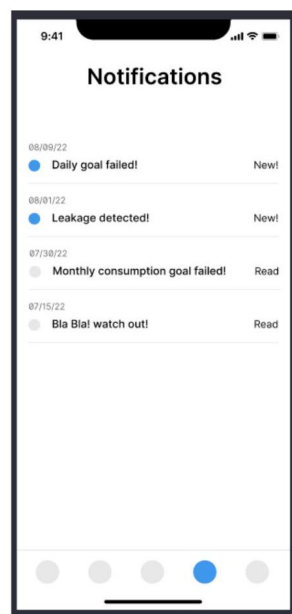 9:41
Notifications
08/09/22
Daily goal failed! New!
08/01/22
Leakage detected! New!
07/30/22
Monthly consumption goal failed! Read
07/15/22
Bla Bla! watch out! Read